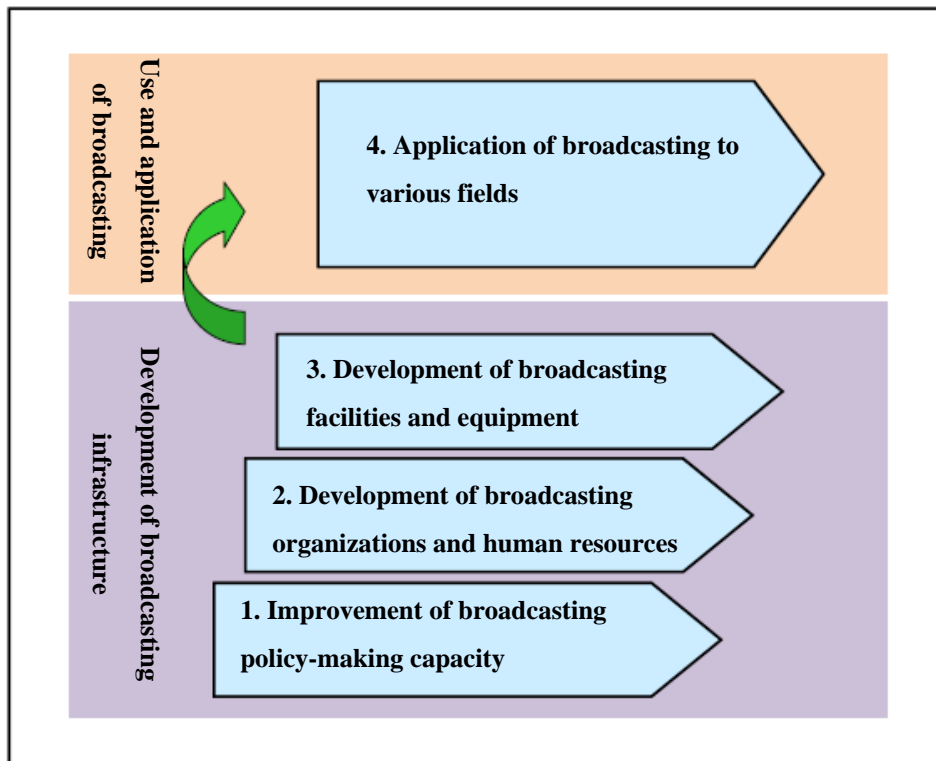 Use and application
of broadcasting
4. Application of broadcasting to
various fields
Development of broadcasting
infrastructure
3. Development of broadcasting
facilities and equipment
2. Development of broadcasting
organizations and human resources
1. Improvement of broadcasting
policy-making capacity